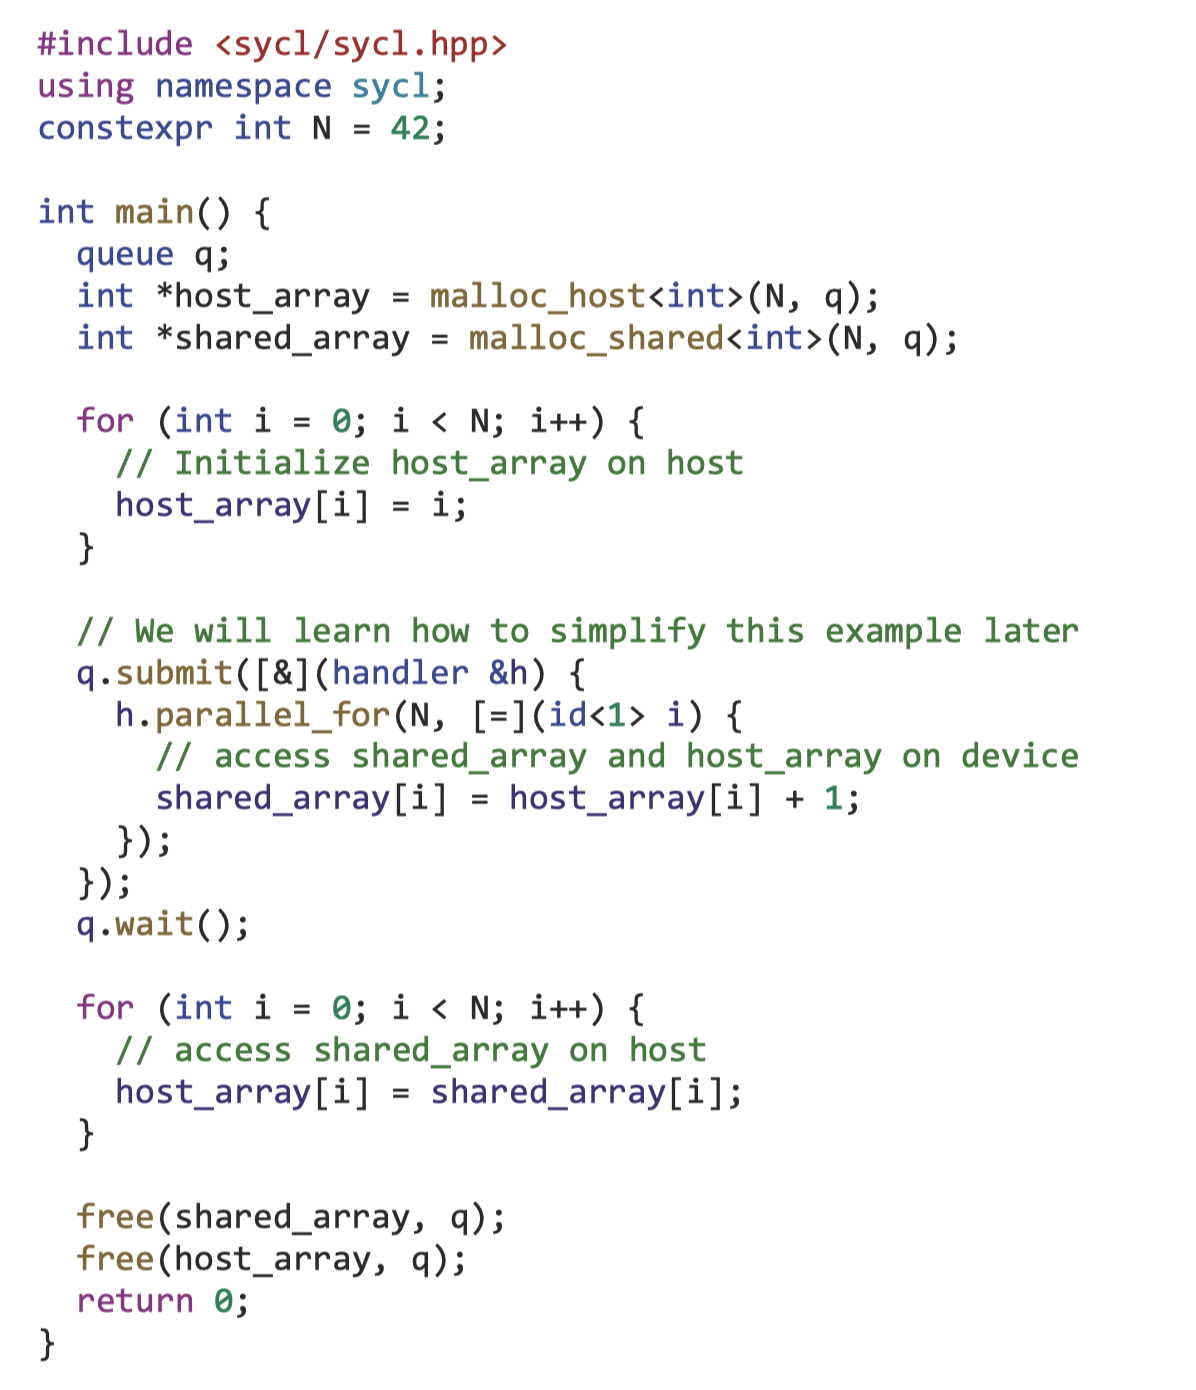 #include <sycl/sycl.hpp>
using namespace sycl;
constexpr int N = 42;

int main() {
  queue q;
  int *host_array = malloc_host<int>(N, q);
  int *shared_array = malloc_shared<int>(N, q);

  for (int i = 0; i < N; i++) {
    // Initialize host_array on host
    host_array[i] = i;
  }

  // We will learn how to simplify this example later
  q.submit([&](handler &h) {
    h.parallel_for(N, [=](id<1> i) {
      // access shared_array and host_array on device
      shared_array[i] = host_array[i] + 1;
    });
  });
  q.wait();

  for (int i = 0; i < N; i++) {
    // access shared_array on host
    host_array[i] = shared_array[i];
  }

  free(shared_array, q);
  free(host_array, q);
  return 0;
}